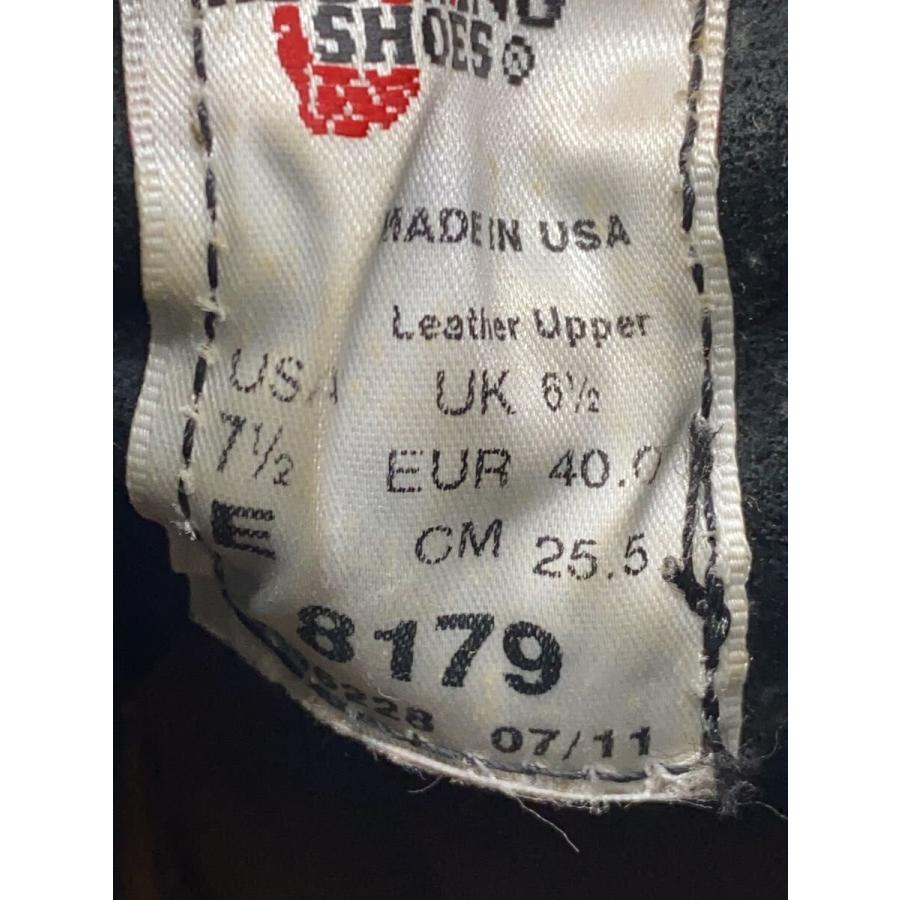 SHOES®
MADE IN USA
Leather Upper
USA UK 6½
7½ EUR 40.0
E CM 25.5
8179
07/11